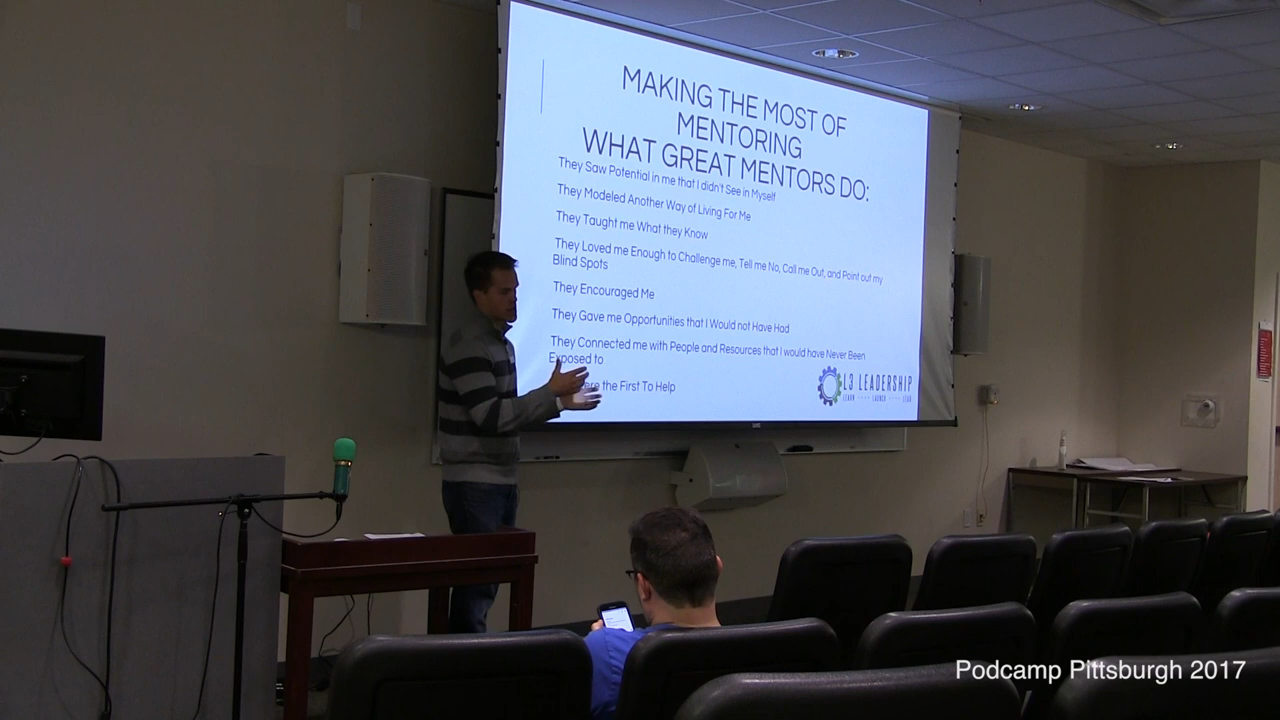 MAKING THE MOST OF
MENTORING
WHAT GREAT MENTORS DO:
They Saw Potential in me that I didn't See in Myself
They Modeled Another Way of Living For Me
They Taught me What they Know
They Loved me Enough to Challenge me, Tell me No, Call me Out, and Point out my
Blind Spots
They Encouraged Me
They Gave me Opportunities that I Would not Have Had
They Connected me with People and Resources that I would have Never Been
Exposed to
the First To Help
L3 LEADERSHIP
LEARN LAUNCH LEAD
Podcamp Pittsburgh 2017